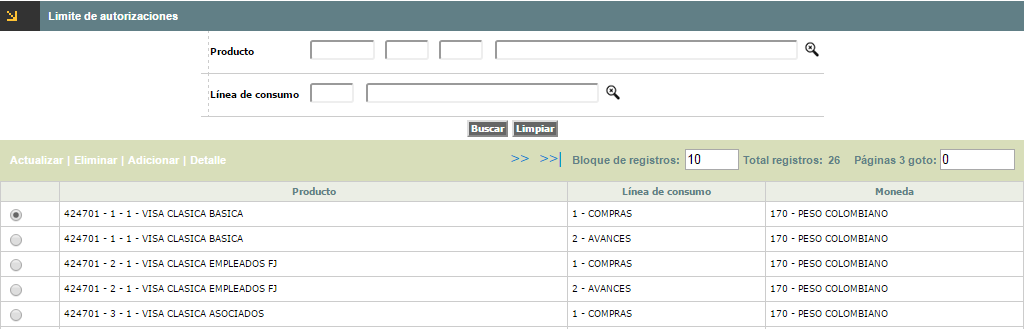 Limite de autorizaciones
Producto
Línea de consumo
Buscar Limpiar
Actualizar | Eliminar | Adicionar | Detalle >> >>| Bloque de registros: 10 Total registros: 26 Páginas 3 goto: 0
Producto Línea de consumo Moneda
424701 - 1 - 1 - VISA CLASICA BASICA 1 - COMPRAS 170 - PESO COLOMBIANO
424701 - 1 - 1 - VISA CLASICA BASICA 2 - AVANCES 170 - PESO COLOMBIANO
424701 - 2 - 1 - VISA CLASICA EMPLEADOS FJ 1 - COMPRAS 170 - PESO COLOMBIANO
424701 - 2 - 1 - VISA CLASICA EMPLEADOS FJ 2 - AVANCES 170 - PESO COLOMBIANO
424701 - 3 - 1 - VISA CLASICA ASOCIADOS 1 - COMPRAS 170 - PESO COLOMBIANO